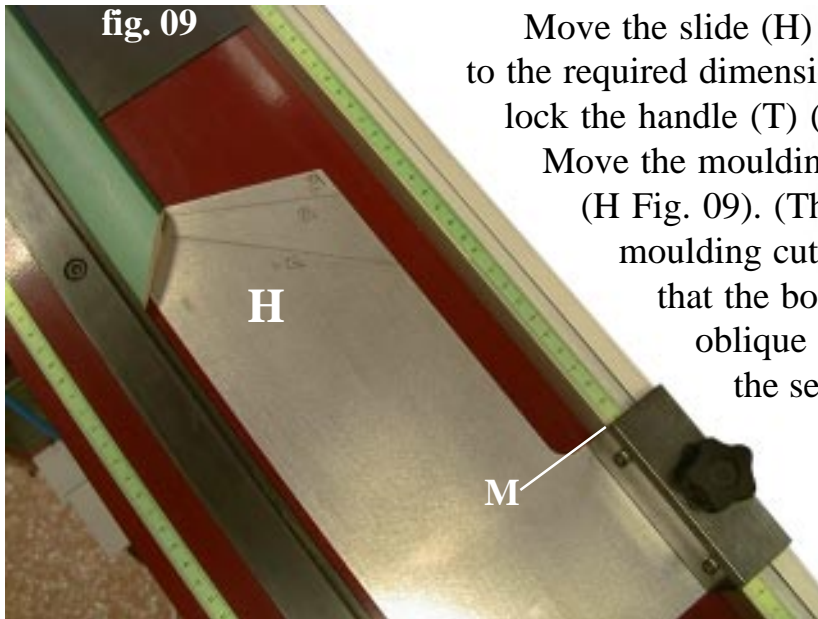 fig. 09
Move the slide (H)
to the required dimensi
lock the handle (T) (
Move the mouldin
(H Fig. 09). (Th
moulding cut
that the bo
oblique
the se
H
M